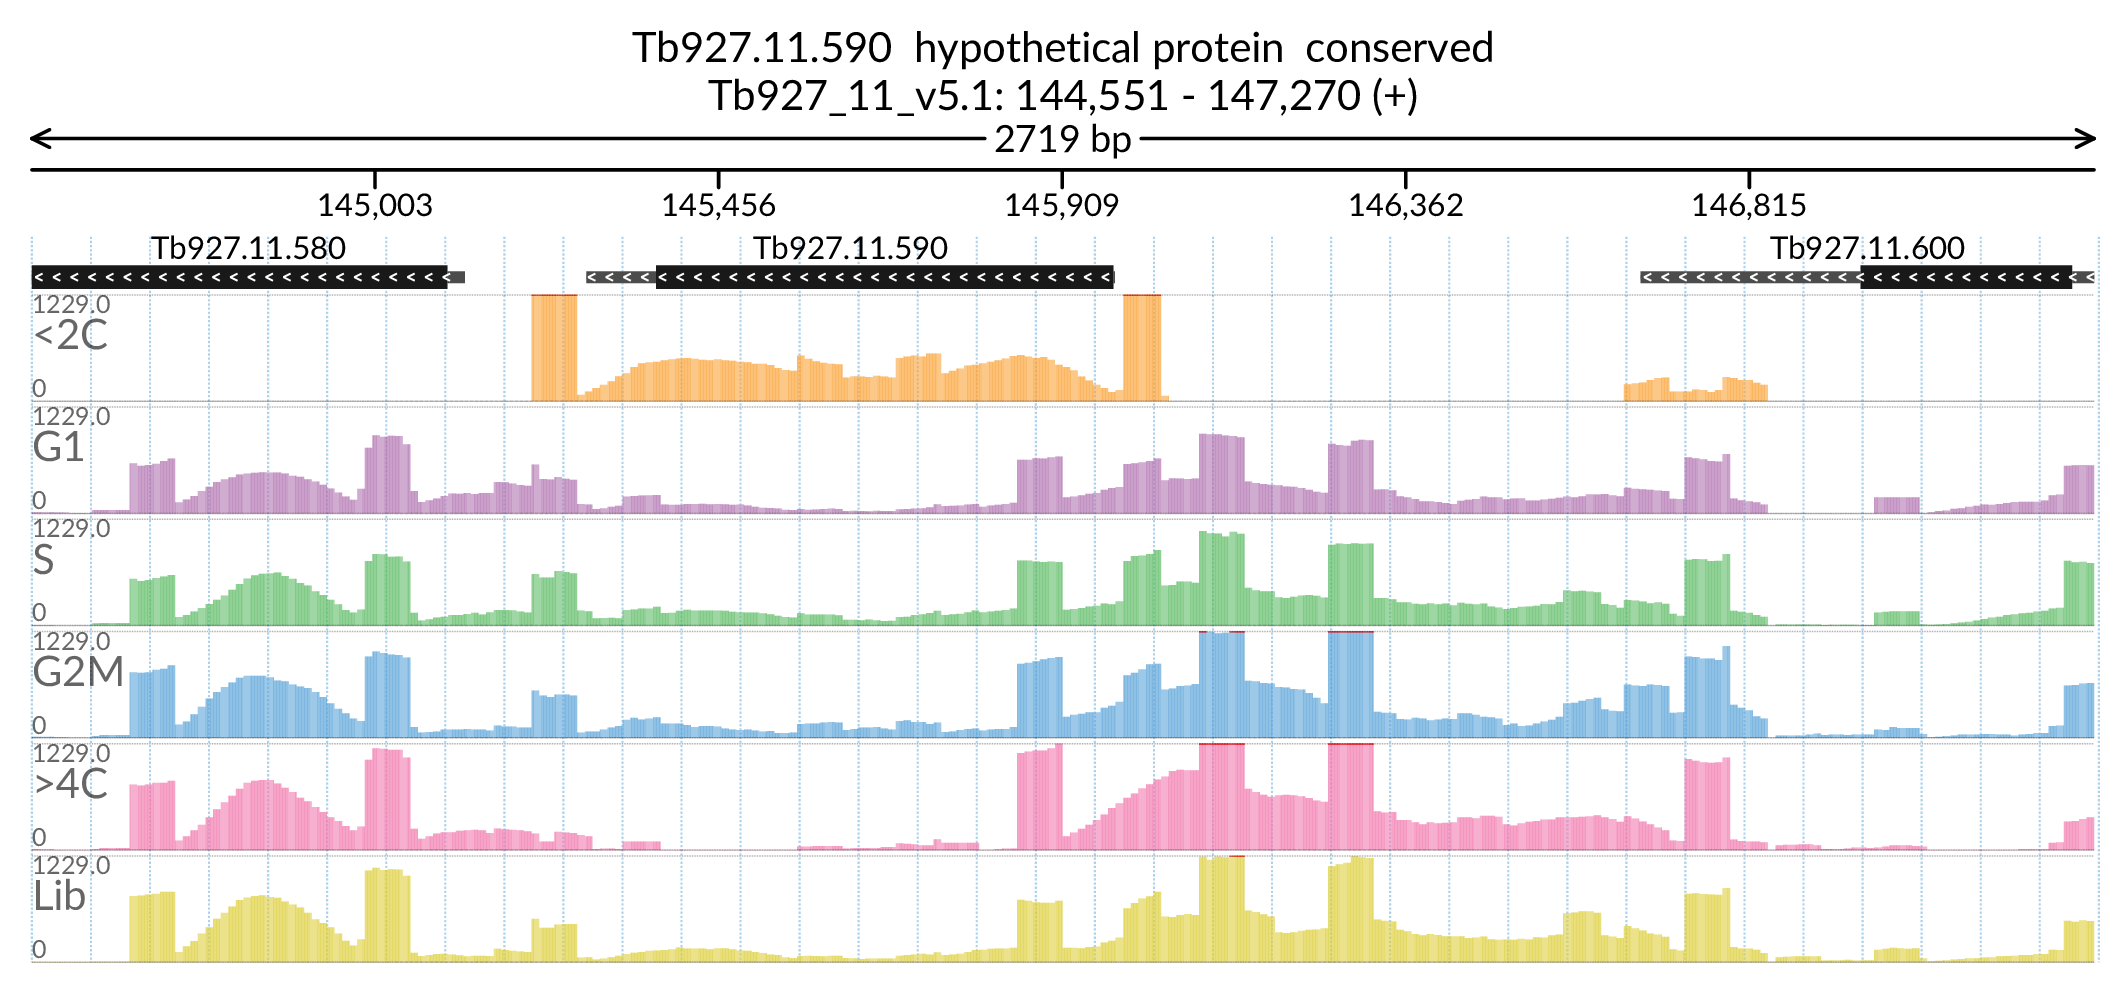 Tb927.11.590 hypothetical protein conserved
Tb927_11_v5.1: 144,551 - 147,270 (+)
2719 bp
145,003 145,456 145,909 146,362 146,815
Tb927.11.580 Tb927.11.590 Tb927.11.600
1229.0
<2C
0
1229.0
G1
0
1229.0
S
0
1229.0
G2M
0
1229.0
>4C
0
1229.0
Lib
0